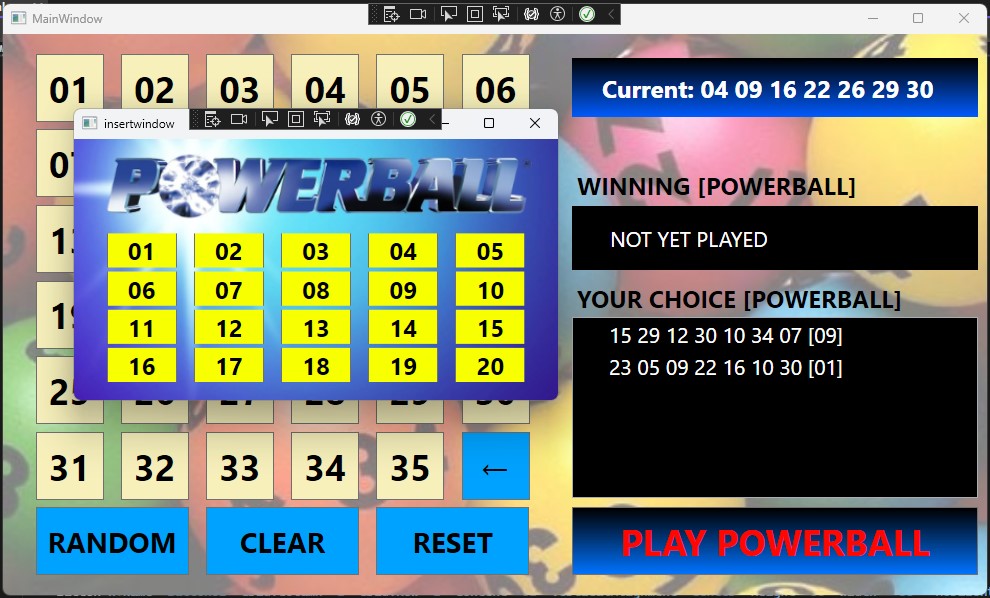 MainWindow
01 02 03 04 05 06
Current: 04 09 16 22 26 29 30
insertwindow
POWERBALL
01 02 03 04 05
06 07 08 09 10
11 12 13 14 15
16 17 18 19 20
31 32 33 34 35 ←
RANDOM CLEAR RESET
WINNING [POWERBALL]
NOT YET PLAYED
YOUR CHOICE [POWERBALL]
15 29 12 30 10 34 07 [09]
23 05 09 22 16 10 30 [01]
PLAY POWERBALL